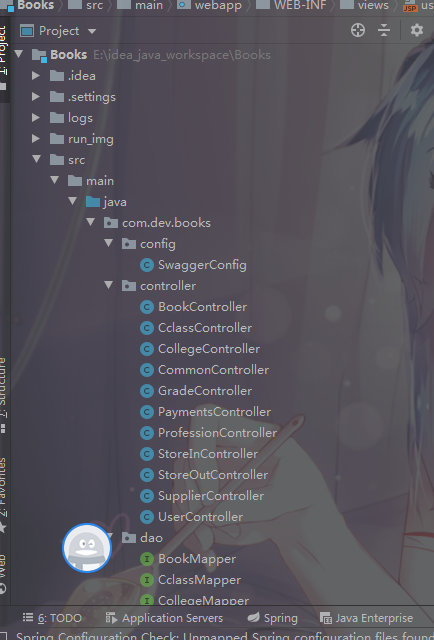 Books src main webapp WEB-INF views us
Project
1: Project
Books E:\idea_java_workspace\Books
.idea
.settings
logs
run_img
src
main
java
com.dev.books
config
SwaggerConfig
controller
BookController
CclassController
CollegeController
CommonController
GradeController
PaymentsController
ProfessionController
StoreInController
StoreOutController
SupplierController
UserController
dao
BookMapper
CclassMapper
CollegeMapper
7: Structure
2: Favorites
Web
6: TODO Application Servers Spring Java Enterprise
Spring Configuration Check: Unmapped Spring configuration files found